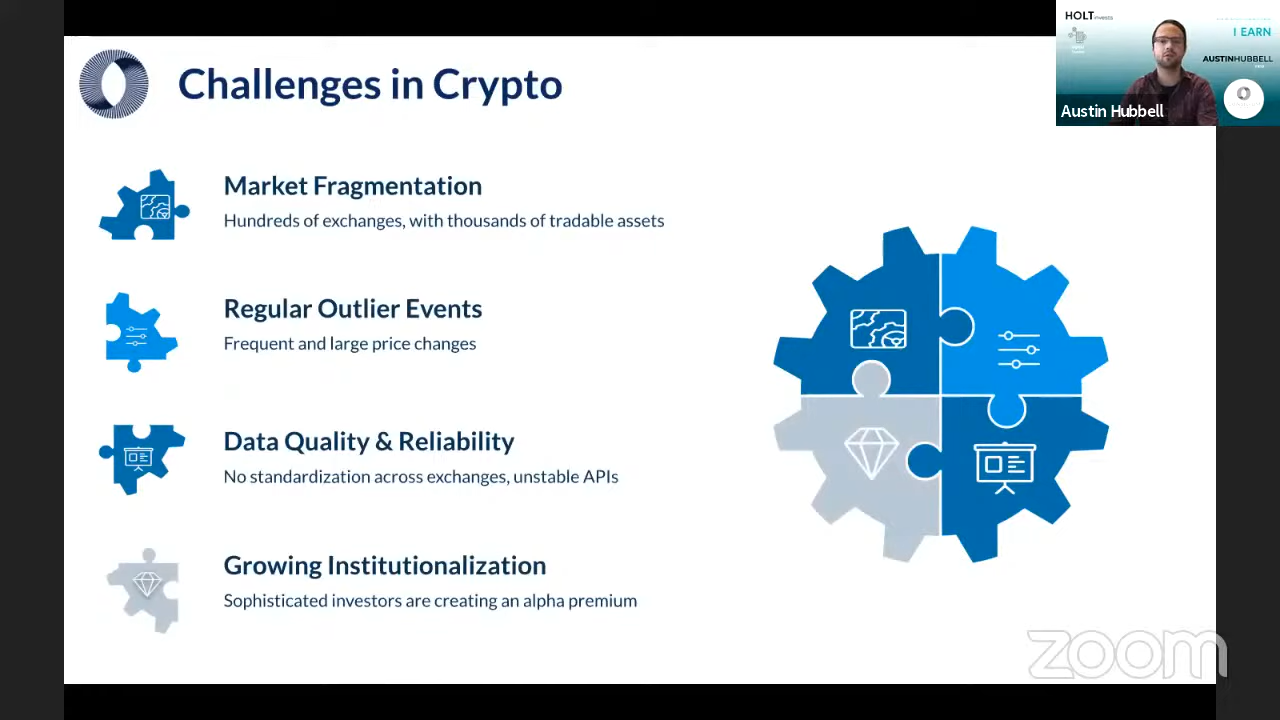 Challenges in Crypto
HOLT
I EARN
AUSTINHUBBELL
Austin Hubbell
Market Fragmentation
Hundreds of exchanges, with thousands of tradable assets
Regular Outlier Events
Frequent and large price changes
Data Quality & Reliability
No standardization across exchanges, unstable APIs
Growing Institutionalization
Sophisticated investors are creating an alpha premium
zoom